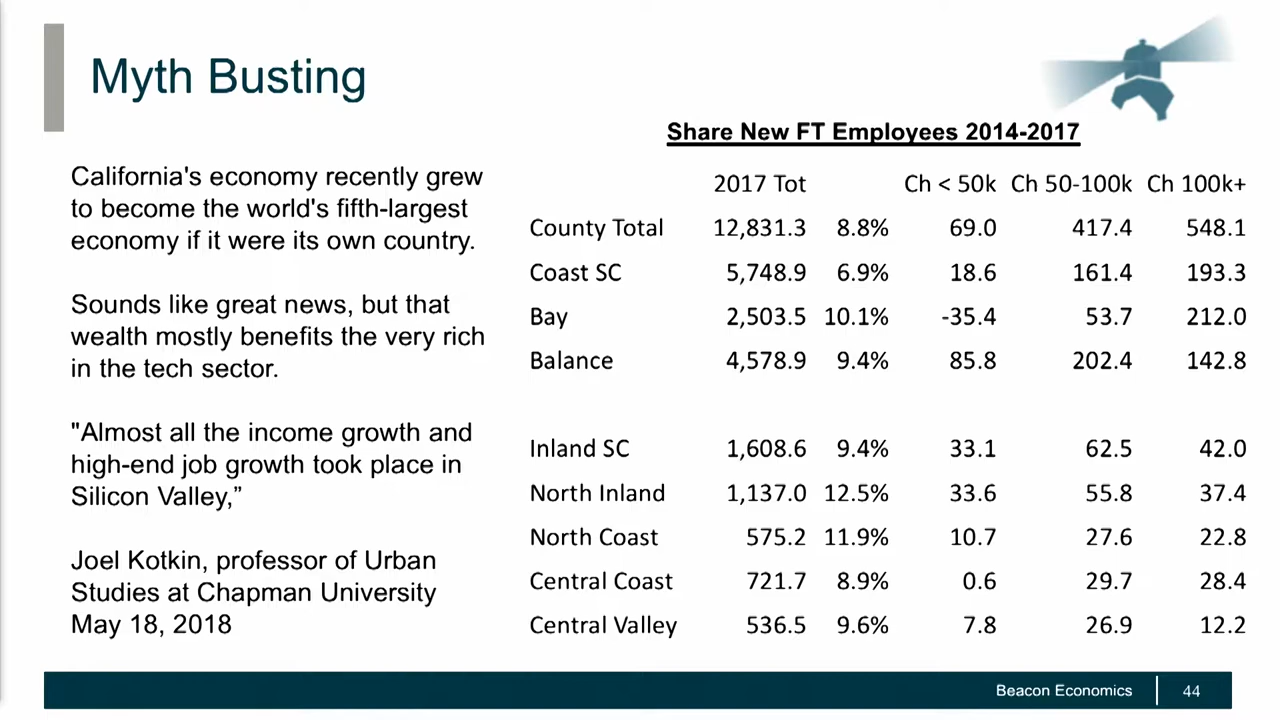 Myth Busting
California's economy recently grew
to become the world's fifth-largest
economy if it were its own country.
Sounds like great news, but that
wealth mostly benefits the very rich
in the tech sector.
"Almost all the income growth and
high-end job growth took place in
Silicon Valley,”
Joel Kotkin, professor of Urban
Studies at Chapman University
May 18, 2018
Share New FT Employees 2014-2017
2017 Tot Ch < 50k Ch 50-100k Ch 100k+
County Total 12,831.3 8.8% 69.0 417.4 548.1
Coast SC 5,748.9 6.9% 18.6 161.4 193.3
Bay 2,503.5 10.1% -35.4 53.7 212.0
Balance 4,578.9 9.4% 85.8 202.4 142.8
Inland SC 1,608.6 9.4% 33.1 62.5 42.0
North Inland 1,137.0 12.5% 33.6 55.8 37.4
North Coast 575.2 11.9% 10.7 27.6 22.8
Central Coast 721.7 8.9% 0.6 29.7 28.4
Central Valley 536.5 9.6% 7.8 26.9 12.2
Beacon Economics 44